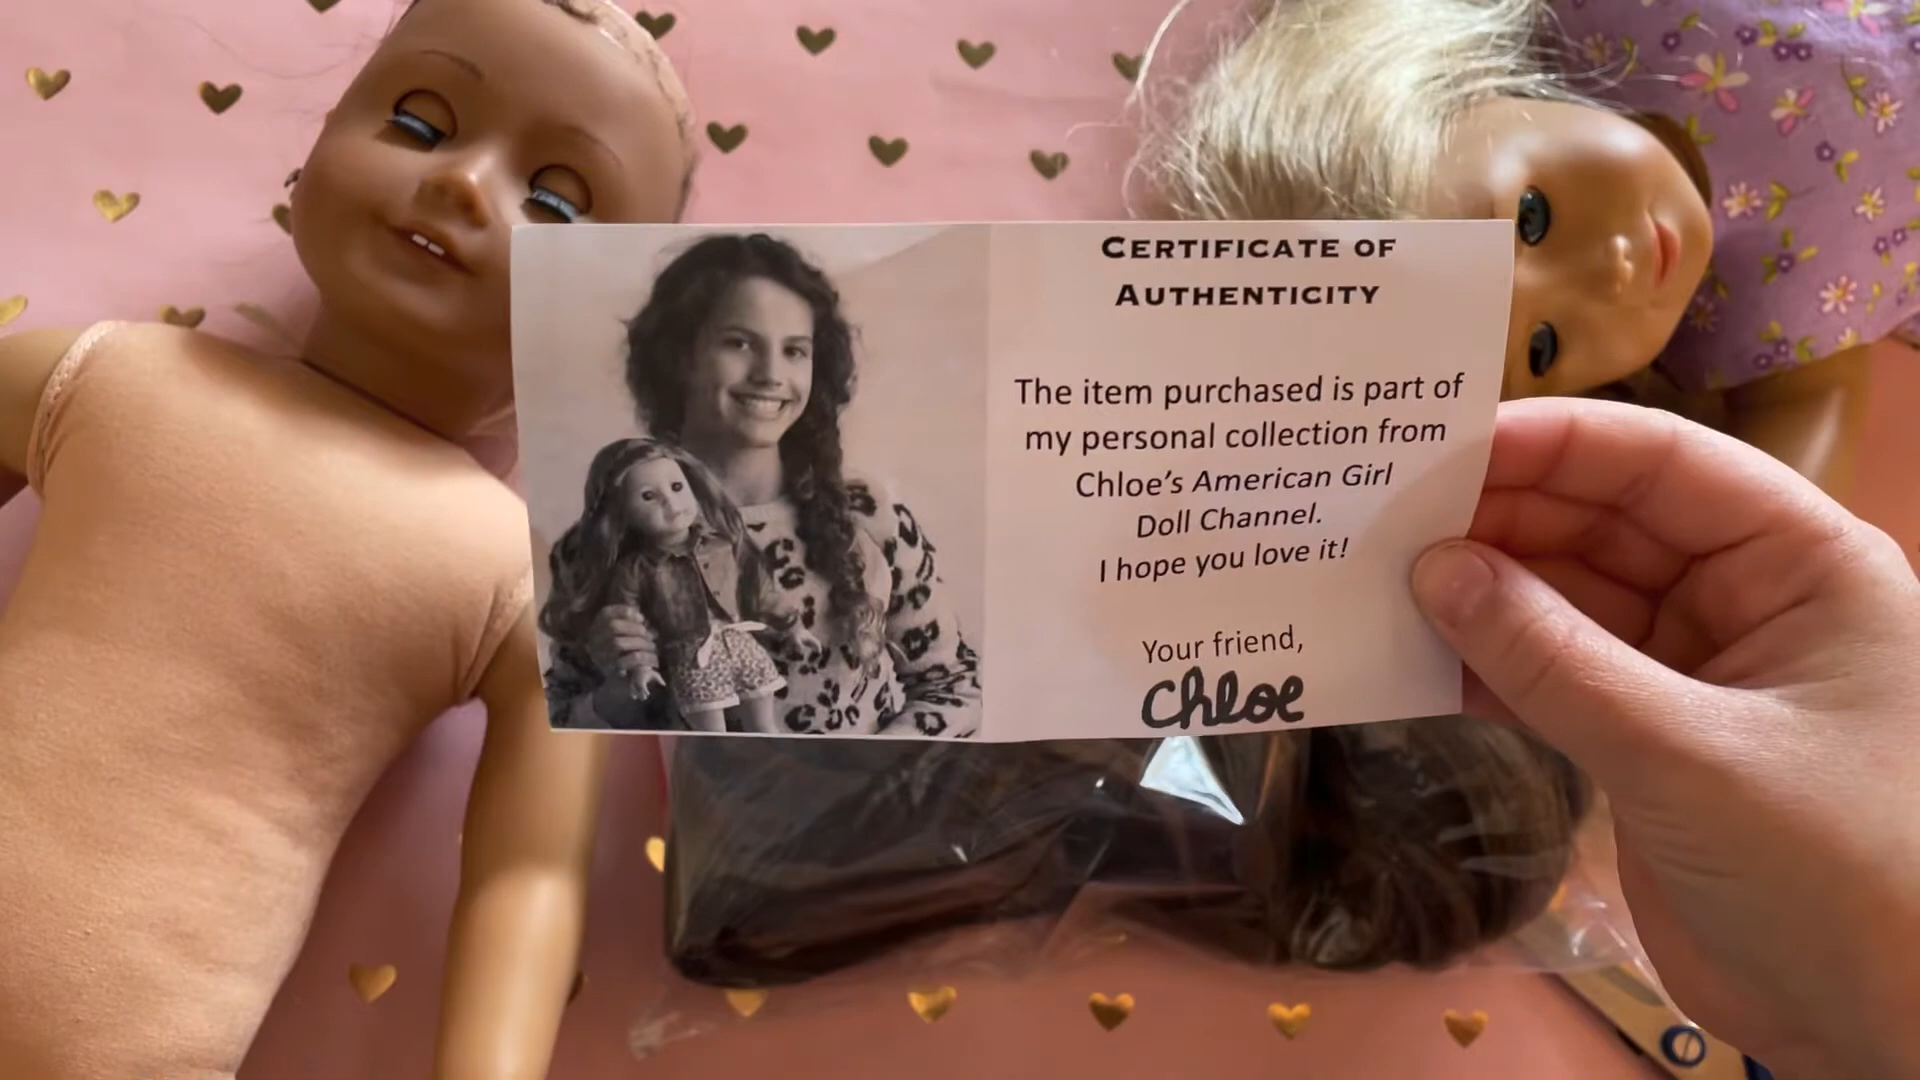 CERTIFICATE OF
AUTHENTICITY
The item purchased is part of
my personal collection from
Chloe's American Girl
Doll Channel.
I hope you love it!
Your friend,
Chloe